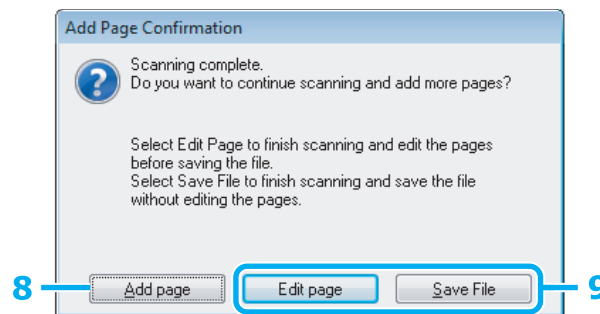 Add Page Confirmation
Scanning complete.
Do you want to continue scanning and add more pages?
Select Edit Page to finish scanning and edit the pages
before saving the file.
Select Save File to finish scanning and save the file
without editing the pages.
8 Add page Edit page Save File 9